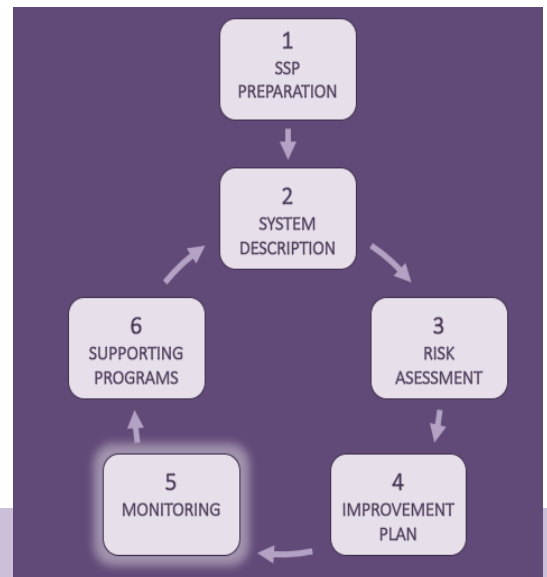 1
SSP
PREPARATION
2
SYSTEM
DESCRIPTION
3
RISK
ASESSMENT
4
IMPROVEMENT
PLAN
5
MONITORING
6
SUPPORTING
PROGRAMS